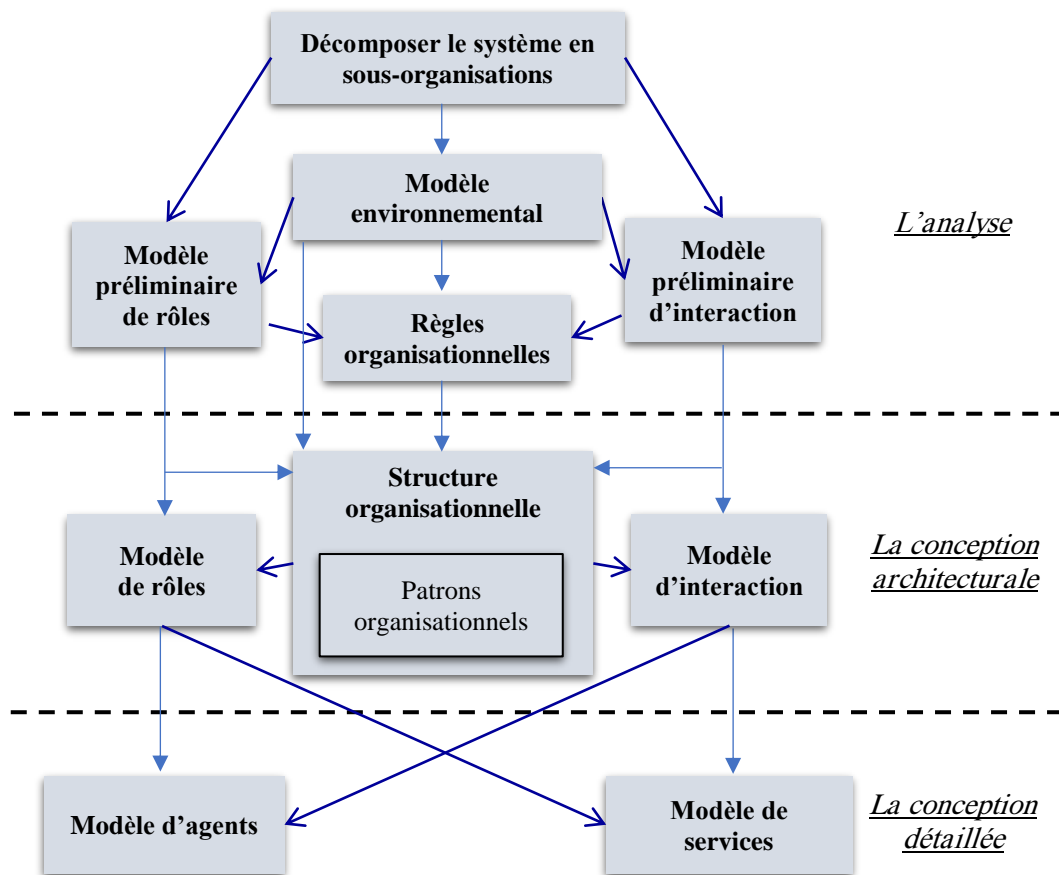 Décomposer le système en
sous-organisations
Modèle
environnemental
L'analyse
Modèle
préliminaire
de rôles
Modèle
préliminaire
d'interaction
Règles
organisationnelles
Structure
organisationnelle
Modèle
de rôles
Patrons
organisationnels
Modèle
d'interaction
La conception
architecturale
Modèle d'agents
Modèle de
services
La conception
détaillée